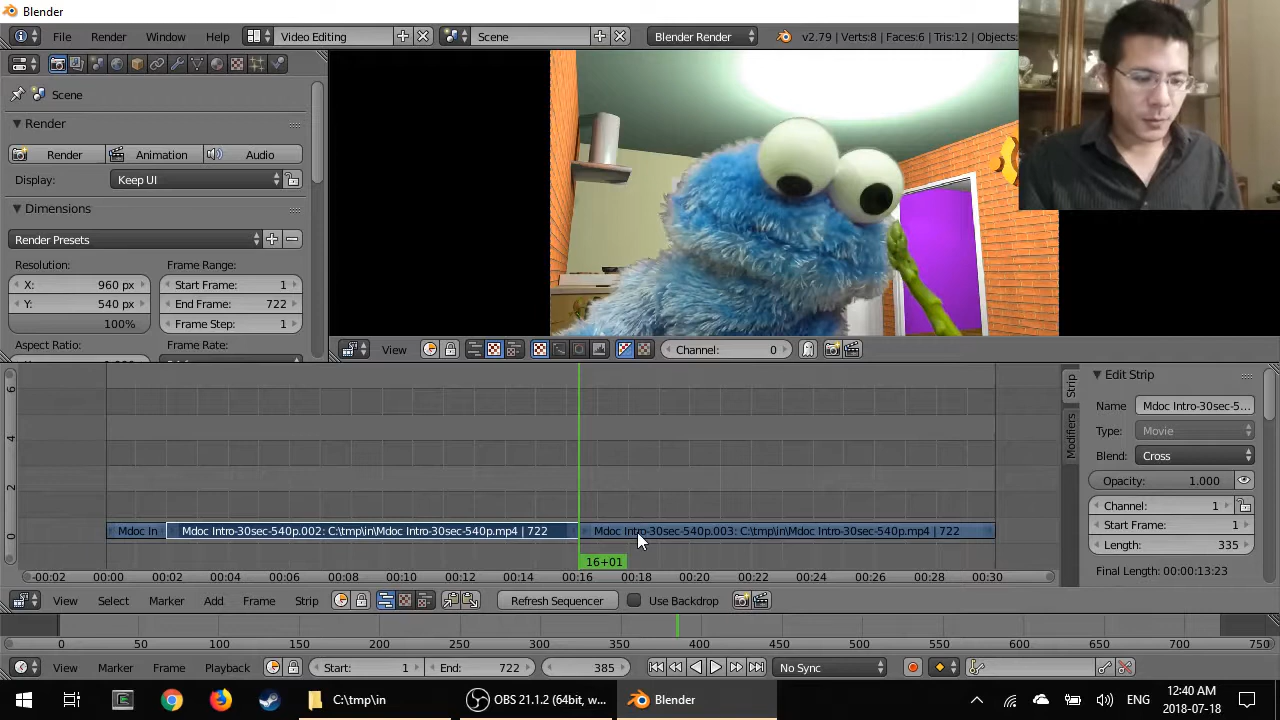 Blender
File Render Window Help Video Editing Scene Blender Render v2.79 | Verts:8 | Faces:6 | Tris:12 | Objects:
Scene
Render
Render Animation Audio
Display: Keep UI
Dimensions
Render Presets
Resolution: Frame Range:
X: 960 px Start Frame: 1
Y: 540 px End Frame: 722
100% Frame Step: 1
Aspect Ratio: Frame Rate:
View Channel: 0
6
4
2
0
Mdoc In Mdoc Intro-30sec-540p.002: C:\tmp\in\Mdoc Intro-30sec-540p.mp4 | 722 Mdoc Intro-30sec-540p.003: C:\tmp\in\Mdoc Intro-30sec-540p.mp4 | 722
16+01
-00:02 00:00 00:02 00:04 00:06 00:08 00:10 00:12 00:14 00:16 00:18 00:20 00:22 00:24 00:26 00:28 00:30
Strip
Modifiers
Edit Strip
Name Mdoc Intro-30sec-5...
Type: Movie
Blend: Cross
Opacity: 1.000
Channel: 1
Start Frame: 1
Length: 335
Final Length: 00:00:13:23
View Select Marker Add Frame Strip Refresh Sequencer Use Backdrop
0 50 100 150 200 250 300 350 400 450 500 550 600 650 700 750
View Marker Frame Playback Start: 1 End: 722 385 No Sync
C:\tmp\in OBS 21.1.2 (64bit, w... Blender ENG 12:40 AM
2018-07-18